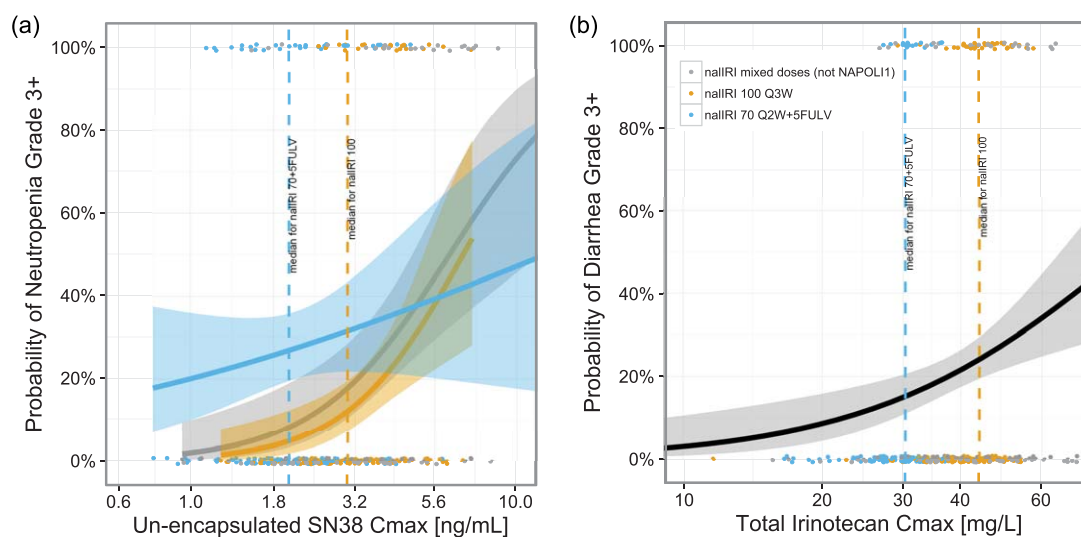 (a)
Probability of Neutropenia Grade 3+
100%
80%
60%
40%
20%
0%
median for nalIRI 70+5FULV
median for nalIRI 100
0.6 1.0 1.8 3.2 5.6 10.0
Un-encapsulated SN38 Cmax [ng/mL]
(b)
Probability of Diarrhea Grade 3+
100%
80%
60%
40%
20%
0%
nalIRI mixed doses (not NAPOLI1)
nalIRI 100 Q3W
nalIRI 70 Q2W+5FULV
median for nalIRI 70+5FULV
median for nalIRI 100
10 20 30 40 60
Total Irinotecan Cmax [mg/L]